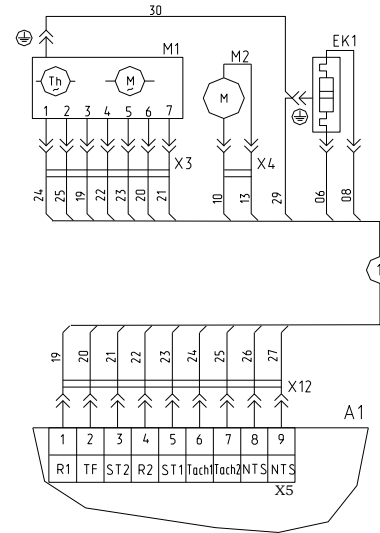 30
M1
M2
EK1
Th
M
M
1 2 3 4 5 6 7
X3
X4
24 25 19 22 23 20 21 10 13 29 06 08
1
19 20 21 22 23 24 25 26 27
X12
A1
1 2 3 4 5 6 7 8 9
R1 TF ST2 R2 ST1 Tach1 Tach2 NTS NTS
X5